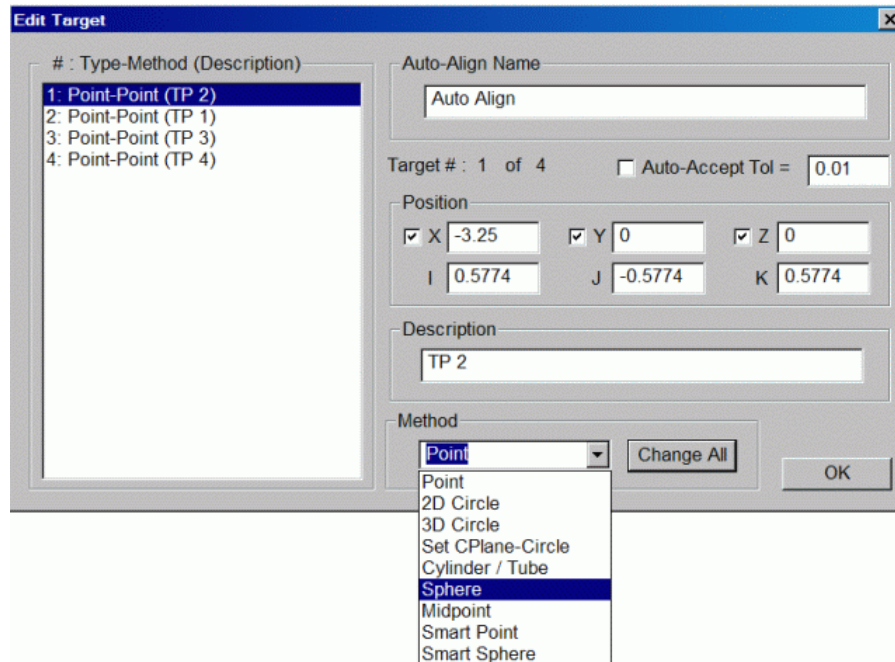 Edit Target
# : Type-Method (Description)
1: Point-Point (TP 2)
2: Point-Point (TP 1)
3: Point-Point (TP 3)
4: Point-Point (TP 4)
Auto-Align Name
Auto Align
Target # : 1 of 4
Auto-Accept Tol = 0.01
Position
X -3.25 Y 0 Z 0
I 0.5774 J -0.5774 K 0.5774
Description
TP 2
Method
Point
Change All
OK
Point
2D Circle
3D Circle
Set CPlane-Circle
Cylinder / Tube
Sphere
Midpoint
Smart Point
Smart Sphere